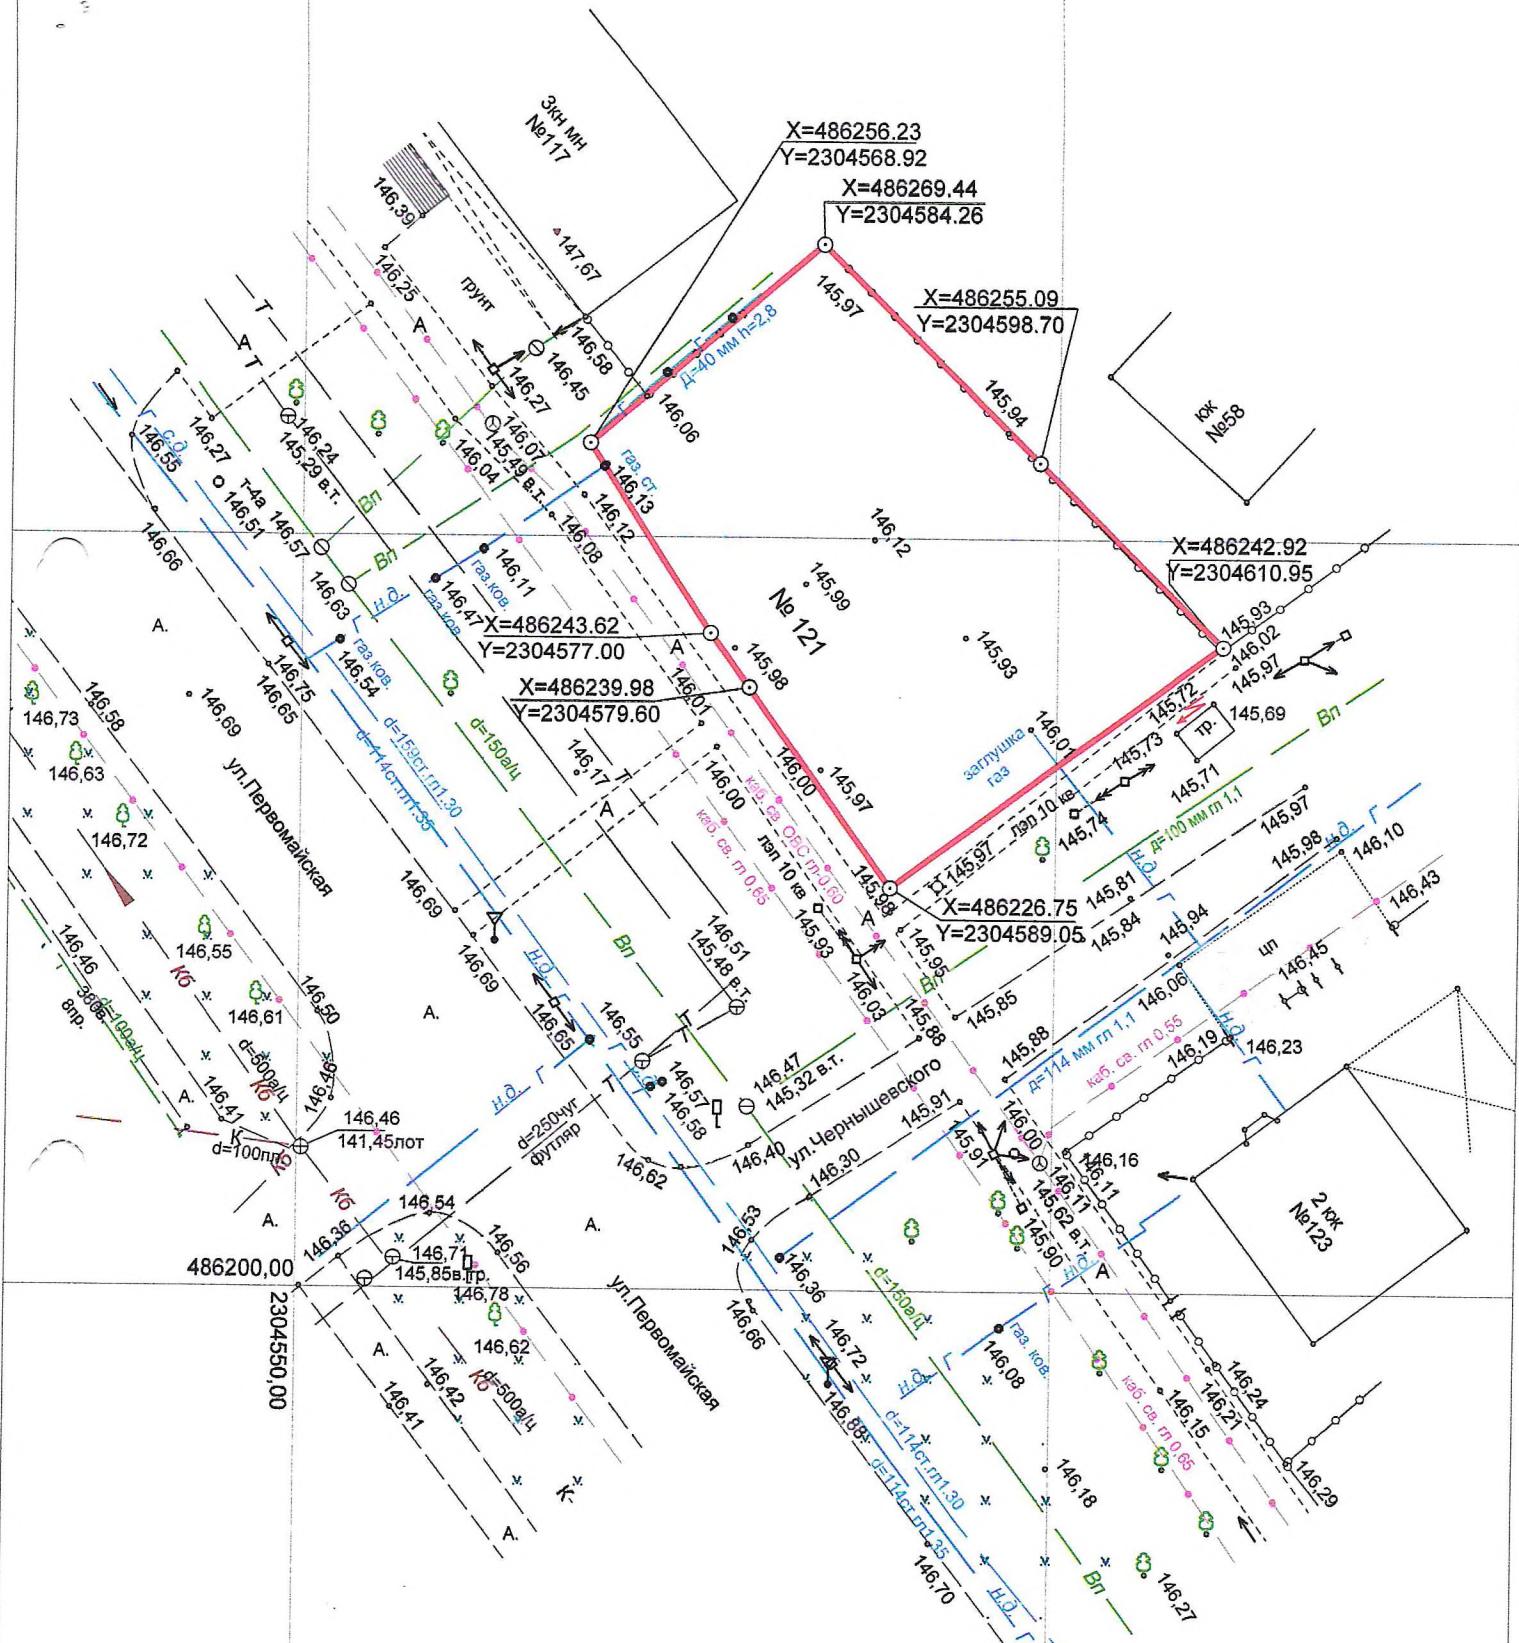 3кн мн
№117
X=486256.23
Y=2304568.92
X=486269.44
Y=2304584.26
146,39
147,67
146,25
грунт
145,97
X=486255.09
Y=2304598.70
Д=40 мм h=2,8
146,58
146,45
146,27
А
А
Т
Т
145,94
кж
№58
146,06
146,07
145,49 в.т.
146,04
146,24
145,29 в.т.
146,27
с.д.
146,55
газ. ст.
146,13
146,12
146,08
Вп
Вп
т-4а
146,51
146,57
146,66
146,63
н.д.
Г
146,11
газ.ков.
146,47
газ ков.
146,12
145,99
№ 121
145,93
X=486242.92
Y=2304610.95
145,93
146,02
145,97
X=486243.62
Y=2304577.00
А
145,98
X=486239.98
Y=2304579.60
146,01
А.
газ.ков.
146,54
146,75
146,65
146,69
146,58
146,73
146,63
146,72
145,72
тр.
145,69
145,73
145,71
Вп
146,01
заглушка
газ
лэп 10 кв
145,74
д=100 мм гл 1,1
145,97
145,98
н.д.
Г
146,10
d=159ст.гл1.30
d=114ст.гл1.35
d=150а/ц
146,17
Т
А
146,00
146,00
145,97
каб. св. ОВС гл-0,60
каб. св. гл 0,65
лэп 10 кв
ул.Первомайская
145,97
145,98
А
X=486226.75
Y=2304589.05
145,81
145,84
145,94
н.д.
Г
146,43
цп
146,45
146,06
146,69
146,69
н.д.
Вп
146,51
145,48 в.т.
145,93
146,03
145,95
Вп
145,88
145,85
146,55
146,46
380в.
8пр.
d=100а/ц
Кб
146,61
146,50
d=500а/ц
Кб
146,46
А.
А.
146,41
К
d=100пл.
146,46
141,45лот
146,65
146,55
н.д.
Г
Т
Т
146,57
146,58
146,47
145,32 в.т.
d=250чуг
футляр
146,62
146,40
ул.Чернышевского
145,88
д=114 мм гл 1,1
каб. св. гл 0,55
146,19
н.д.
146,23
145,91
145,91
146,00
146,30
146,16
146,11
146,11
145,62 в.т.
145,90
2 кж
№123
н.д.
А
А.
Кб
146,54
146,36
146,71
145,85в.тр.
146,78
146,56
А.
146,53
146,36
486200,00
2304550,00
146,62
ул.Первомайская
146,66
146,72
d=150а/ц
газ. ков.
146,08
н.д.
Г
А.
146,42
146,41
Кб
d=500а/ц
К-
А.
146,88
d=114ст.гл1.30
d=114ст.гл1.35
146,70
146,18
каб. св. гл 0,65
146,15
146,21
146,24
146,29
Вп
146,27
н.д.
Г